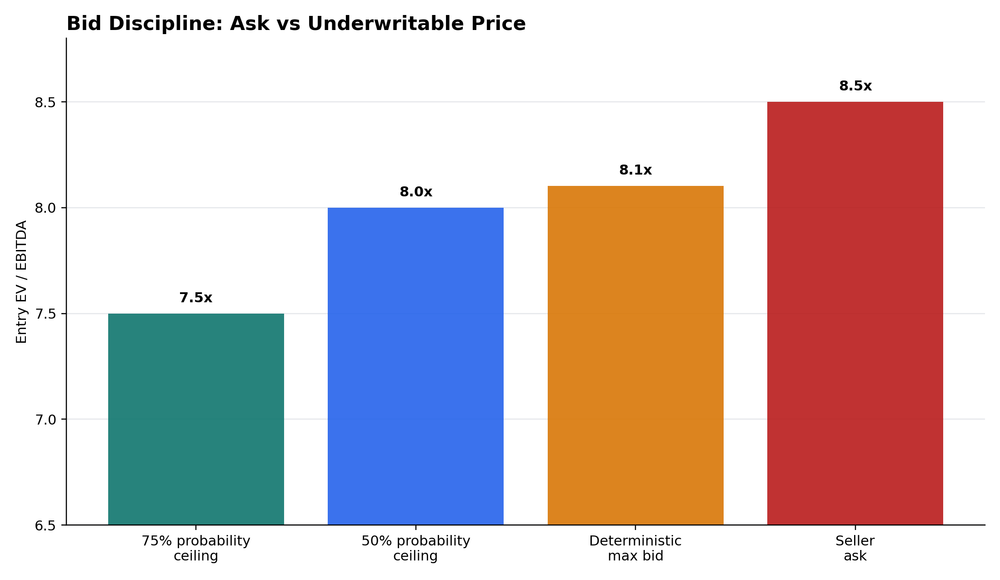 Bid Discipline: Ask vs Underwritable Price
Entry EV / EBITDA
8.5
8.0
7.5
7.0
6.5
7.5x
8.0x
8.1x
8.5x
75% probability
ceiling
50% probability
ceiling
Deterministic
max bid
Seller
ask